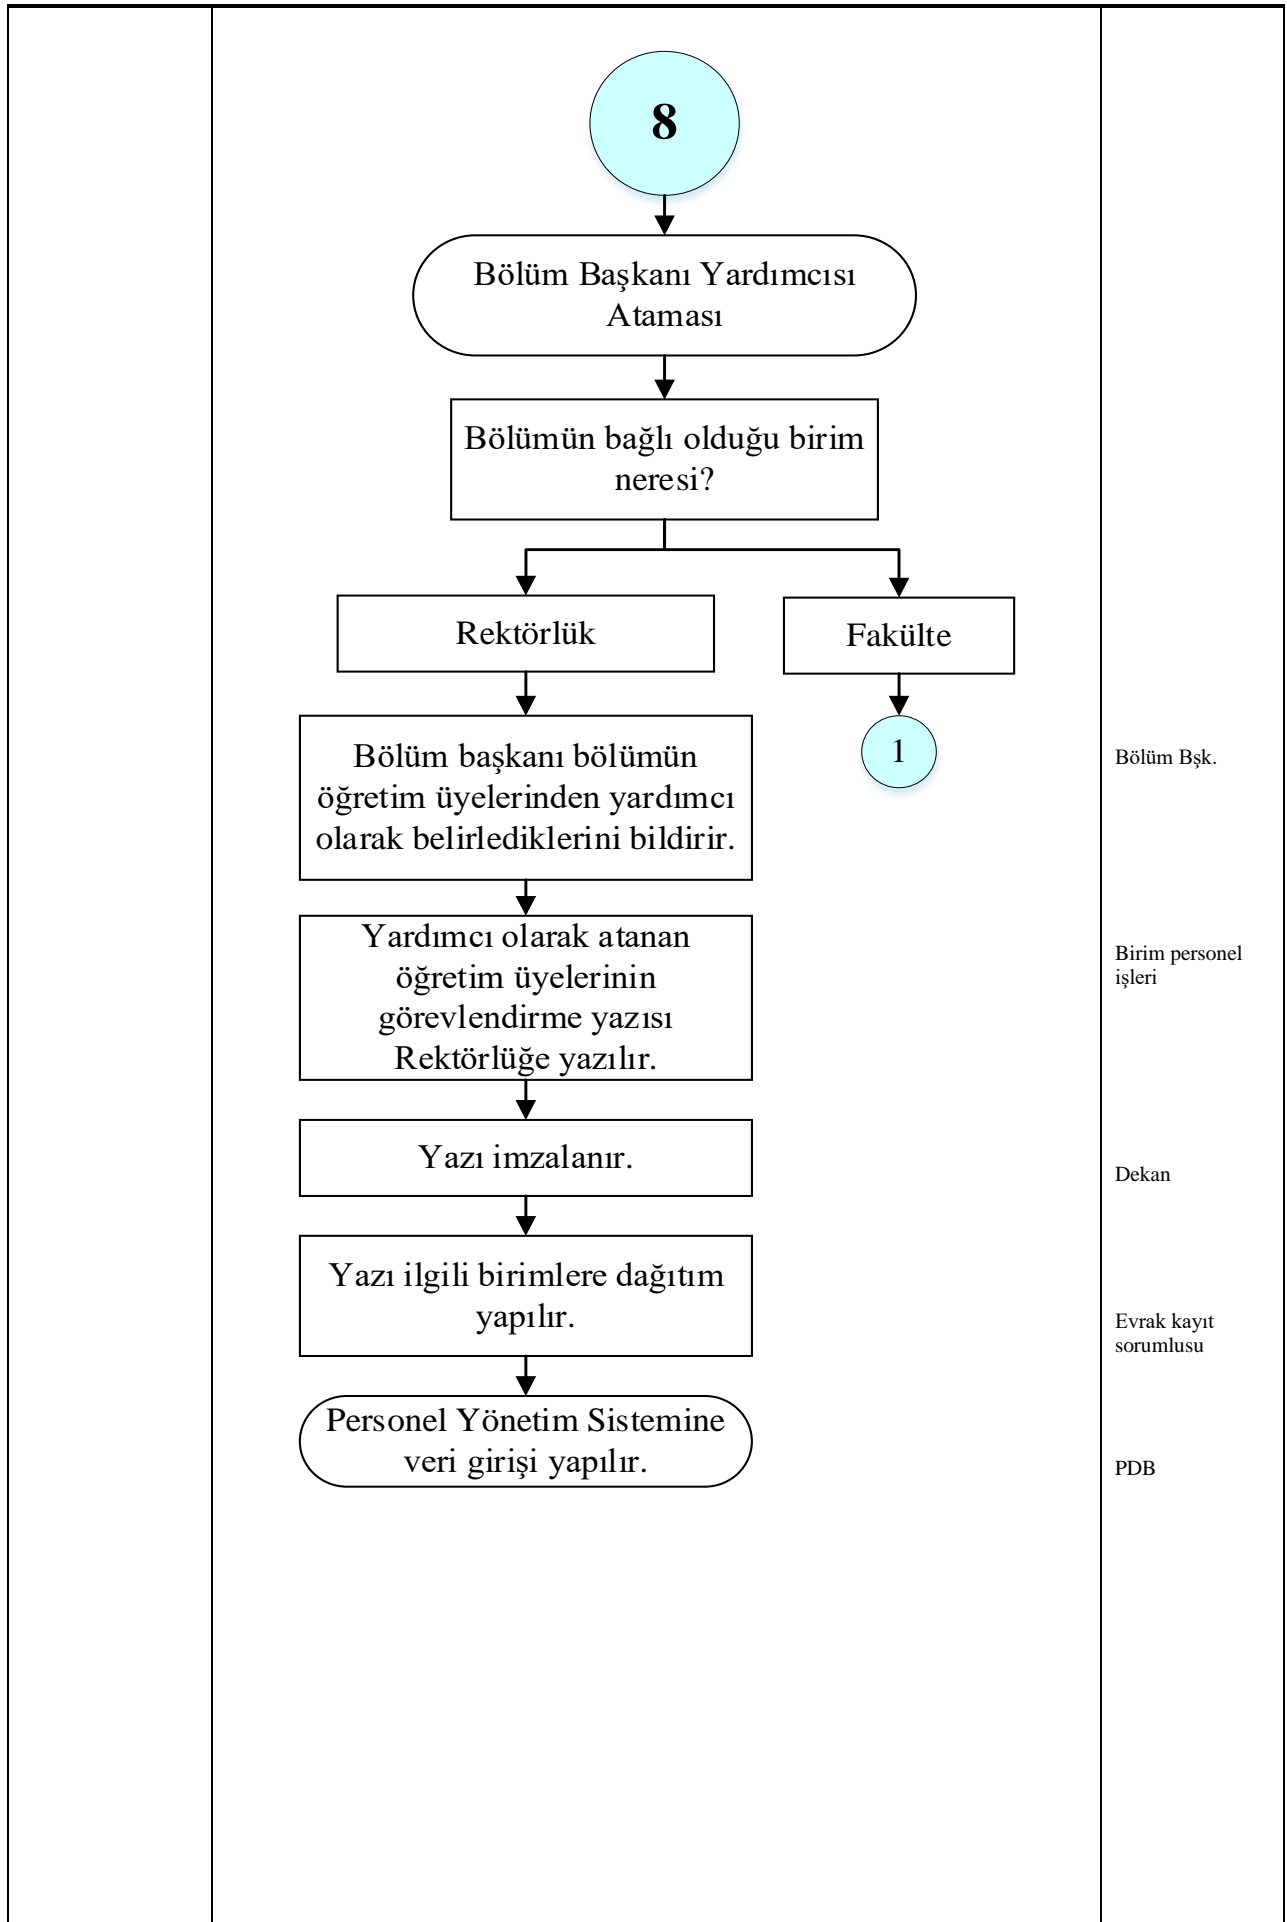 8
Bölüm Başkanı Yardımcısı
Ataması
Bölümün bağlı olduğu birim
neresi?
Rektörlük
Fakülte
Bölüm başkanı bölümün
öğretim üyelerinden yardımcı
olarak belirlediklerini bildirir.
1
Bölüm Bşk.
Yardımcı olarak atanan
öğretim üyelerinin
görevlendirme yazısı
Rektörlüğe yazılır.
Birim personel
işleri
Yazı imzalanır.
Dekan
Yazı ilgili birimlere dağıtım
yapılır.
Evrak kayıt
sorumlusu
Personel Yönetim Sistemine
veri girişi yapılır.
PDB